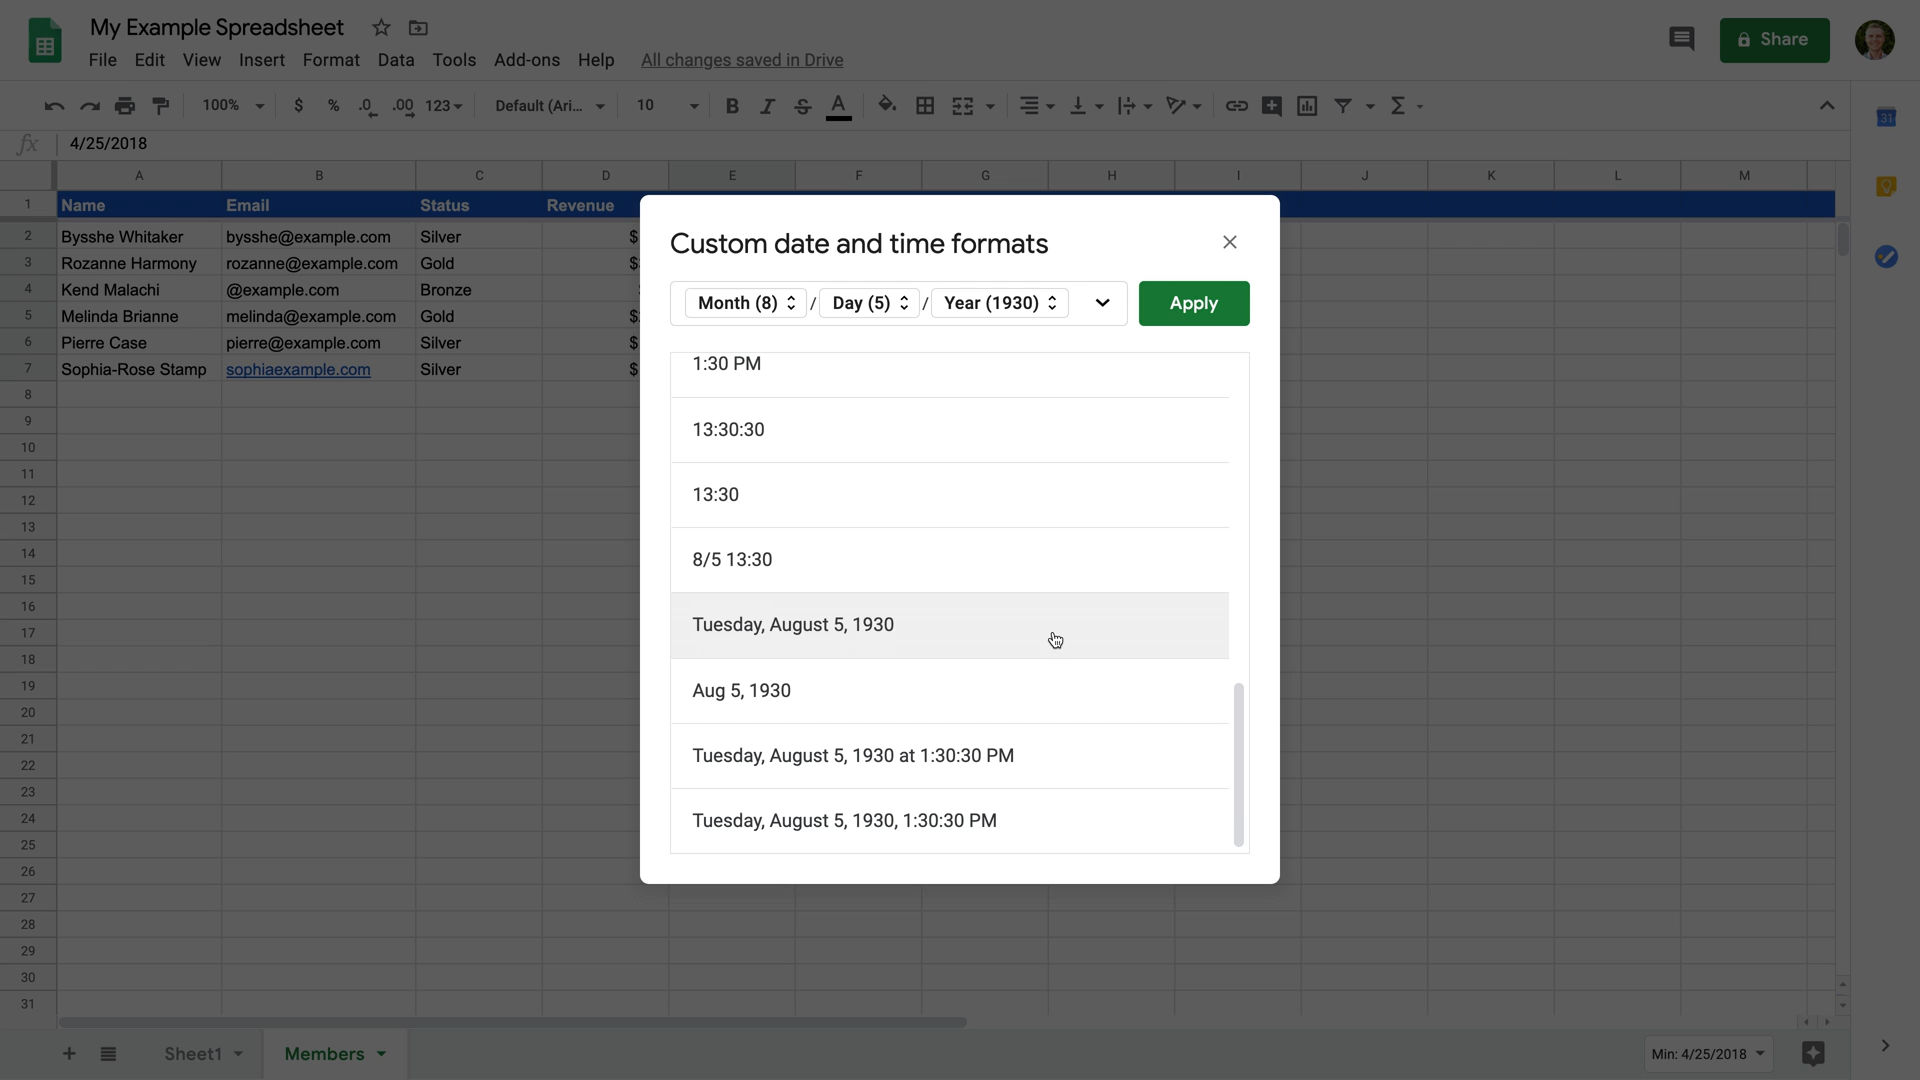 My Example Spreadsheet
File Edit View Insert Format Data Tools Add-ons Help All changes saved in Drive
Share
100% $ % .0 .00 123 Default (Ari... 10 B I S A Σ
31
fx 4/25/2018
A B C D E F G H I J K L M
1 Name Email Status Revenue
2 Bysshe Whitaker bysshe@example.com Silver $
3 Rozanne Harmony rozanne@example.com Gold $
4 Kend Malachi @example.com Bronze
5 Melinda Brianne melinda@example.com Gold $
6 Pierre Case pierre@example.com Silver $
7 Sophia-Rose Stamp sophiaexample.com Silver $
8
9
10
11
12
13
14
15
16
17
18
19
20
21
22
23
24
25
26
27
28
29
30
31
Custom date and time formats
Month (8) / Day (5) / Year (1930)
Apply
1:30 PM
13:30:30
13:30
8/5 13:30
Tuesday, August 5, 1930
Aug 5, 1930
Tuesday, August 5, 1930 at 1:30:30 PM
Tuesday, August 5, 1930, 1:30:30 PM
Sheet1 Members Min: 4/25/2018